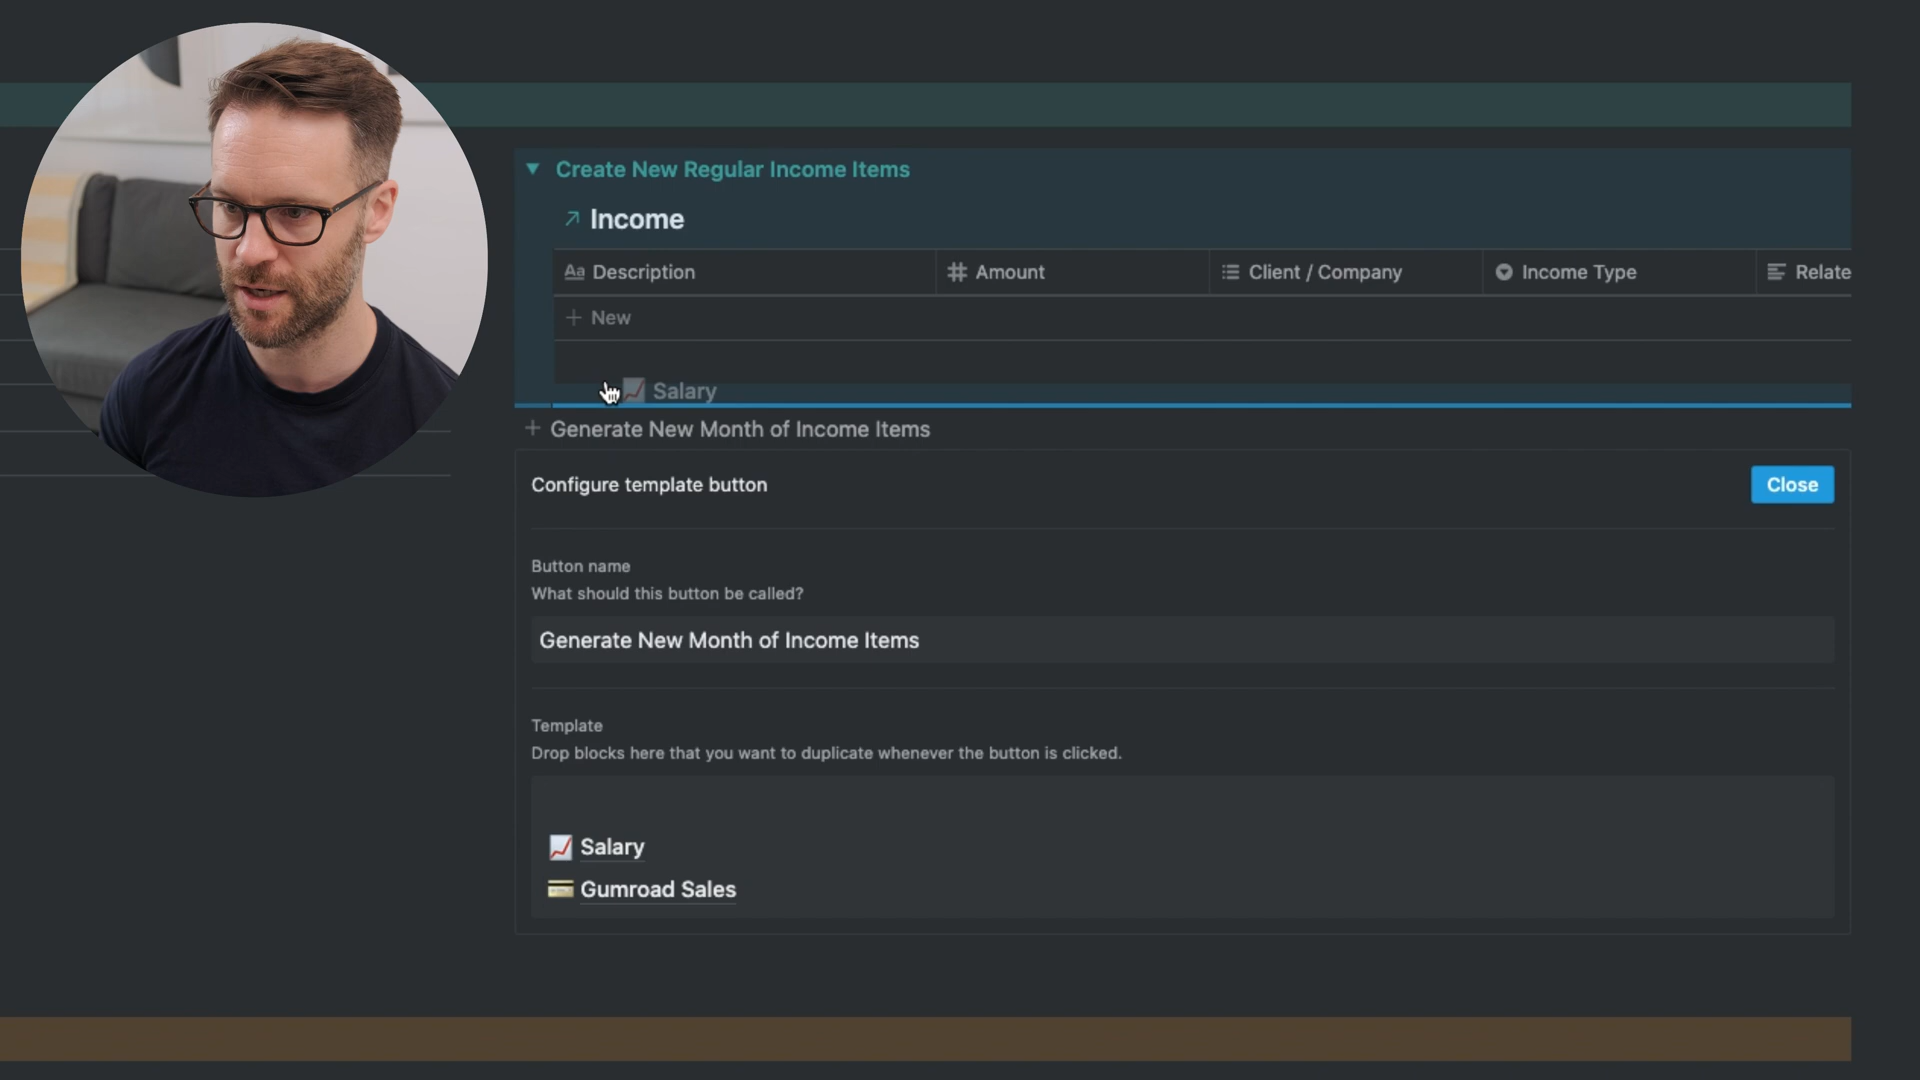 Create New Regular Income Items
Income
Aa Description
Amount
Client / Company
Income Type
Relate
New
Salary
Generate New Month of Income Items
Configure template button
Close
Button name
What should this button be called?
Generate New Month of Income Items
Template
Drop blocks here that you want to duplicate whenever the button is clicked.
Salary
Gumroad Sales